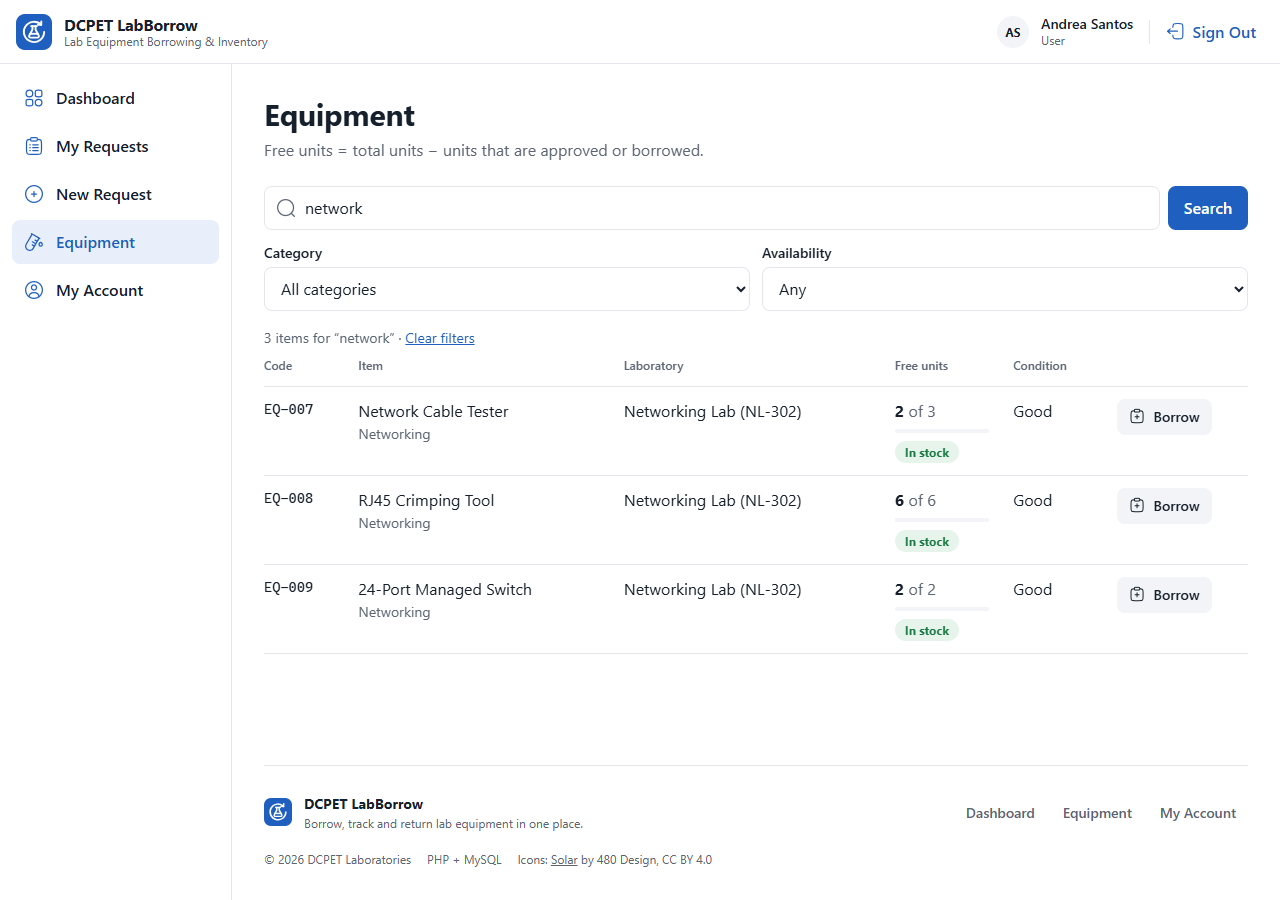 DCPET LabBorrow
Lab Equipment Borrowing & Inventory
AS
Andrea Santos
User
Sign Out
Dashboard
My Requests
New Request
Equipment
My Account
Equipment
Free units = total units − units that are approved or borrowed.
network
Search
Category
Availability
All categories
Any
3 items for “network” · Clear filters
Code Item Laboratory Free units Condition
EQ-007 Network Cable Tester Networking Lab (NL-302) 2 of 3 Good Borrow
Networking
In stock
EQ-008 RJ45 Crimping Tool Networking Lab (NL-302) 6 of 6 Good Borrow
Networking
In stock
EQ-009 24-Port Managed Switch Networking Lab (NL-302) 2 of 2 Good Borrow
Networking
In stock
DCPET LabBorrow
Borrow, track and return lab equipment in one place.
Dashboard Equipment My Account
© 2026 DCPET Laboratories PHP + MySQL Icons: Solar by 480 Design, CC BY 4.0